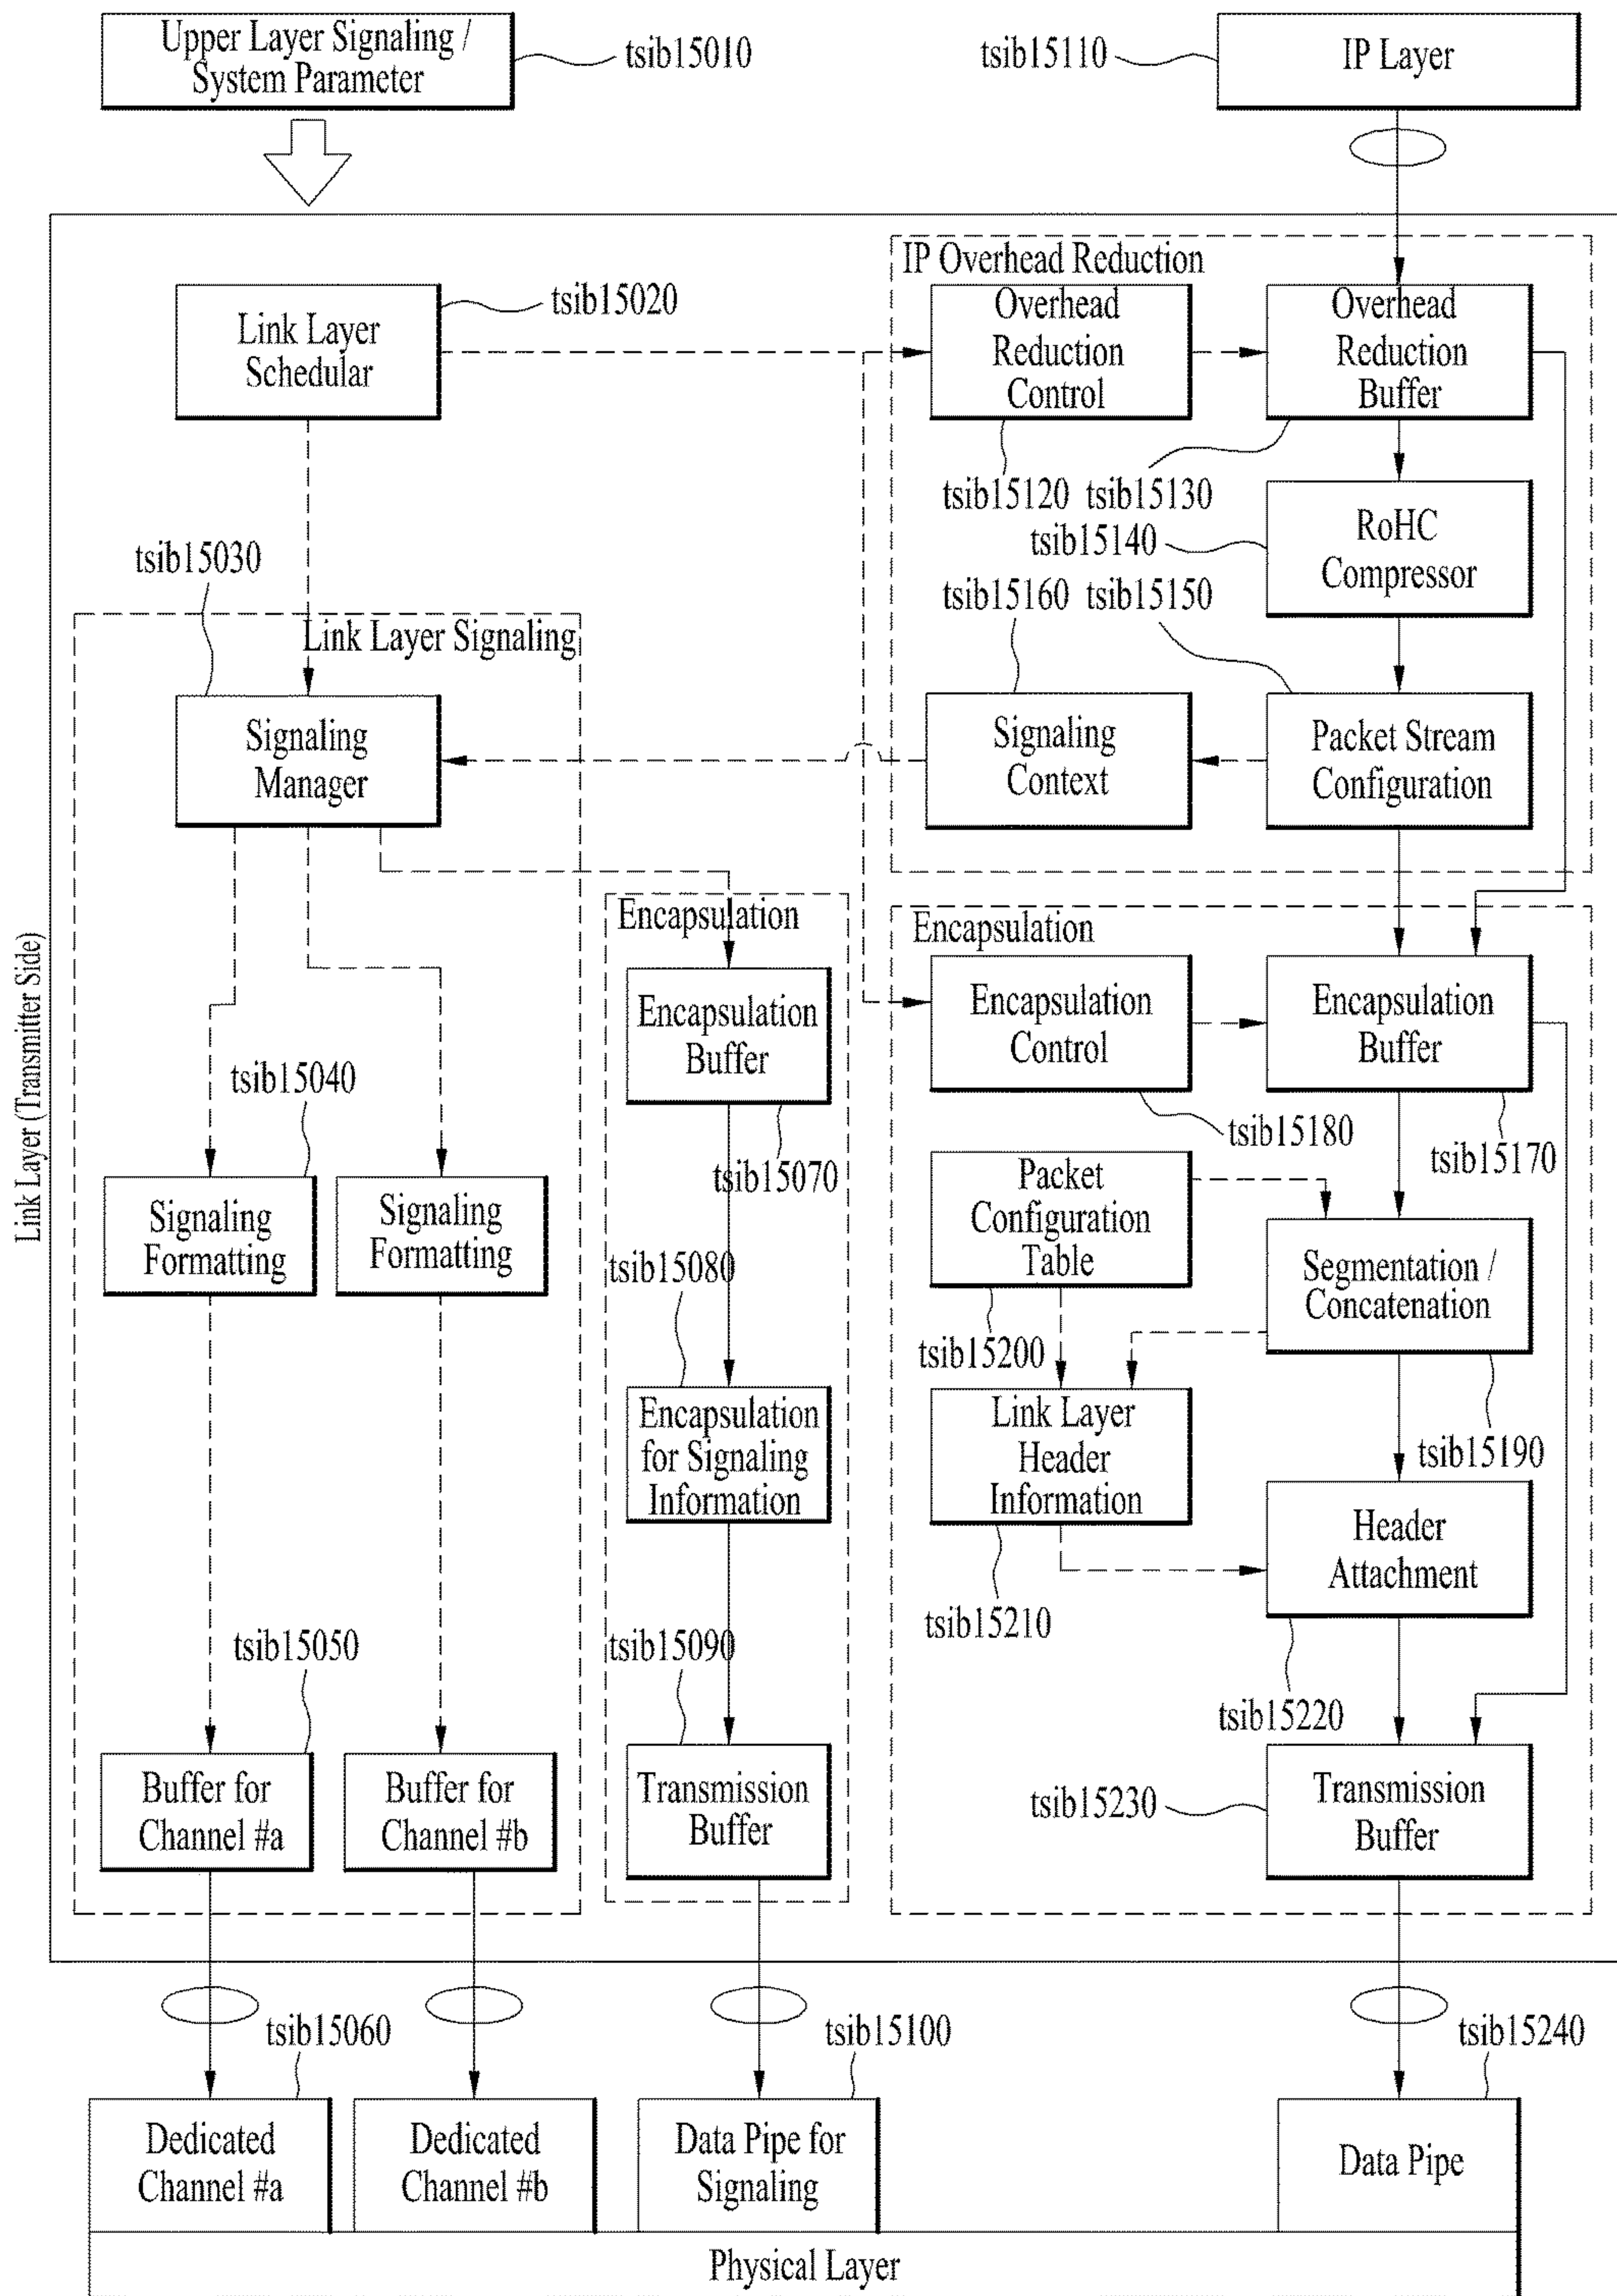 Upper Layer Signaling /
System Parameter
tsib15010
tsib15110
IP Layer
IP Overhead Reduction
Link Layer
Schedular
tsib15020
Overhead
Reduction
Control
Overhead
Reduction
Buffer
tsib15120
tsib15130
tsib15140
RoHC
Compressor
tsib15030
tsib15160
tsib15150
Link Layer Signaling
Signaling
Manager
Signaling
Context
Packet Stream
Configuration
Link Layer (Transmitter Side)
Encapsulation
Encapsulation
Encapsulation
Buffer
Encapsulation
Control
Encapsulation
Buffer
tsib15040
tsib15070
tsib15180
tsib15170
Signaling
Formatting
Signaling
Formatting
Packet
Configuration
Table
Segmentation /
Concatenation
tsib15080
tsib15200
Encapsulation
for Signaling
Information
Link Layer
Header
Information
tsib15190
Header
Attachment
tsib15210
tsib15050
tsib15090
tsib15220
Buffer for
Channel #a
Buffer for
Channel #b
Transmission
Buffer
tsib15230
Transmission
Buffer
tsib15060
tsib15100
tsib15240
Dedicated
Channel #a
Dedicated
Channel #b
Data Pipe for
Signaling
Data Pipe
Physical Layer